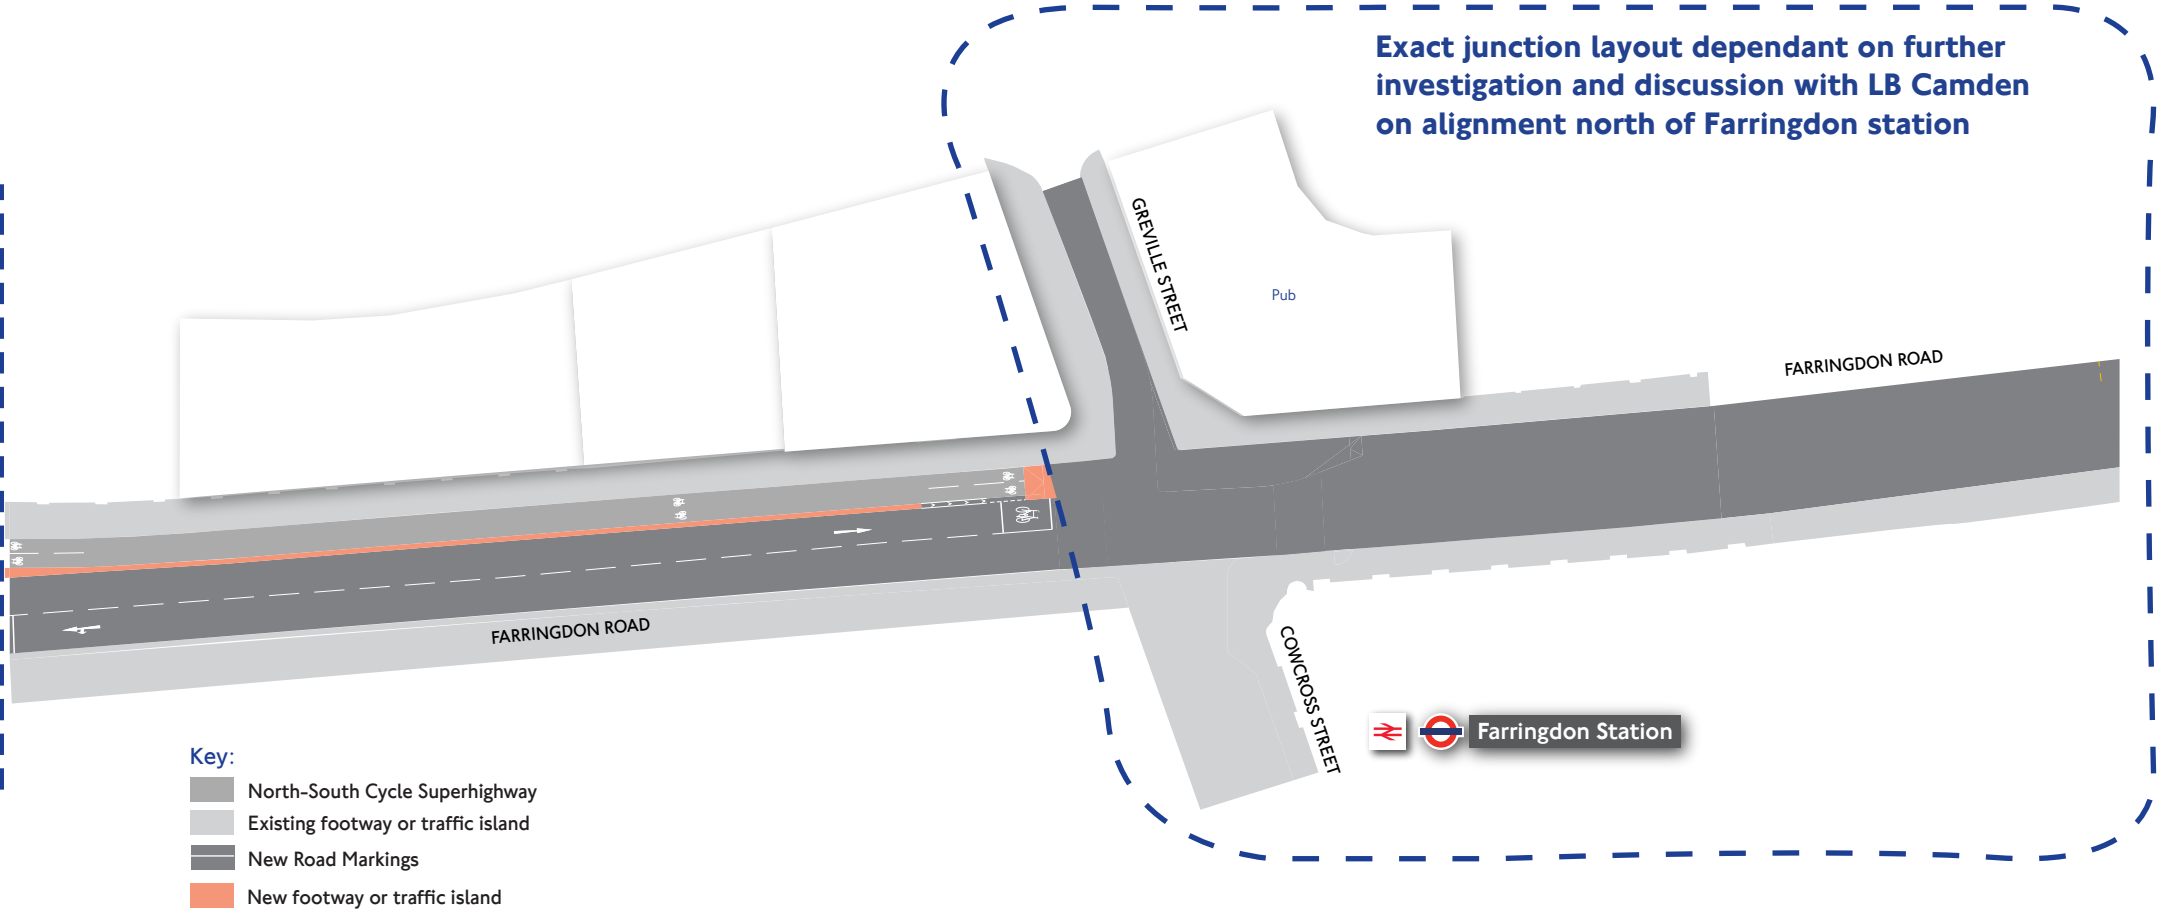 Exact junction layout dependant on further
investigation and discussion with LB Camden
on alignment north of Farringdon station
GREVILLE STREET
Pub
FARRINGDON ROAD
FARRINGDON ROAD
COWCROSS STREET
Farringdon Station
Key:
North-South Cycle Superhighway
Existing footway or traffic island
New Road Markings
New footway or traffic island